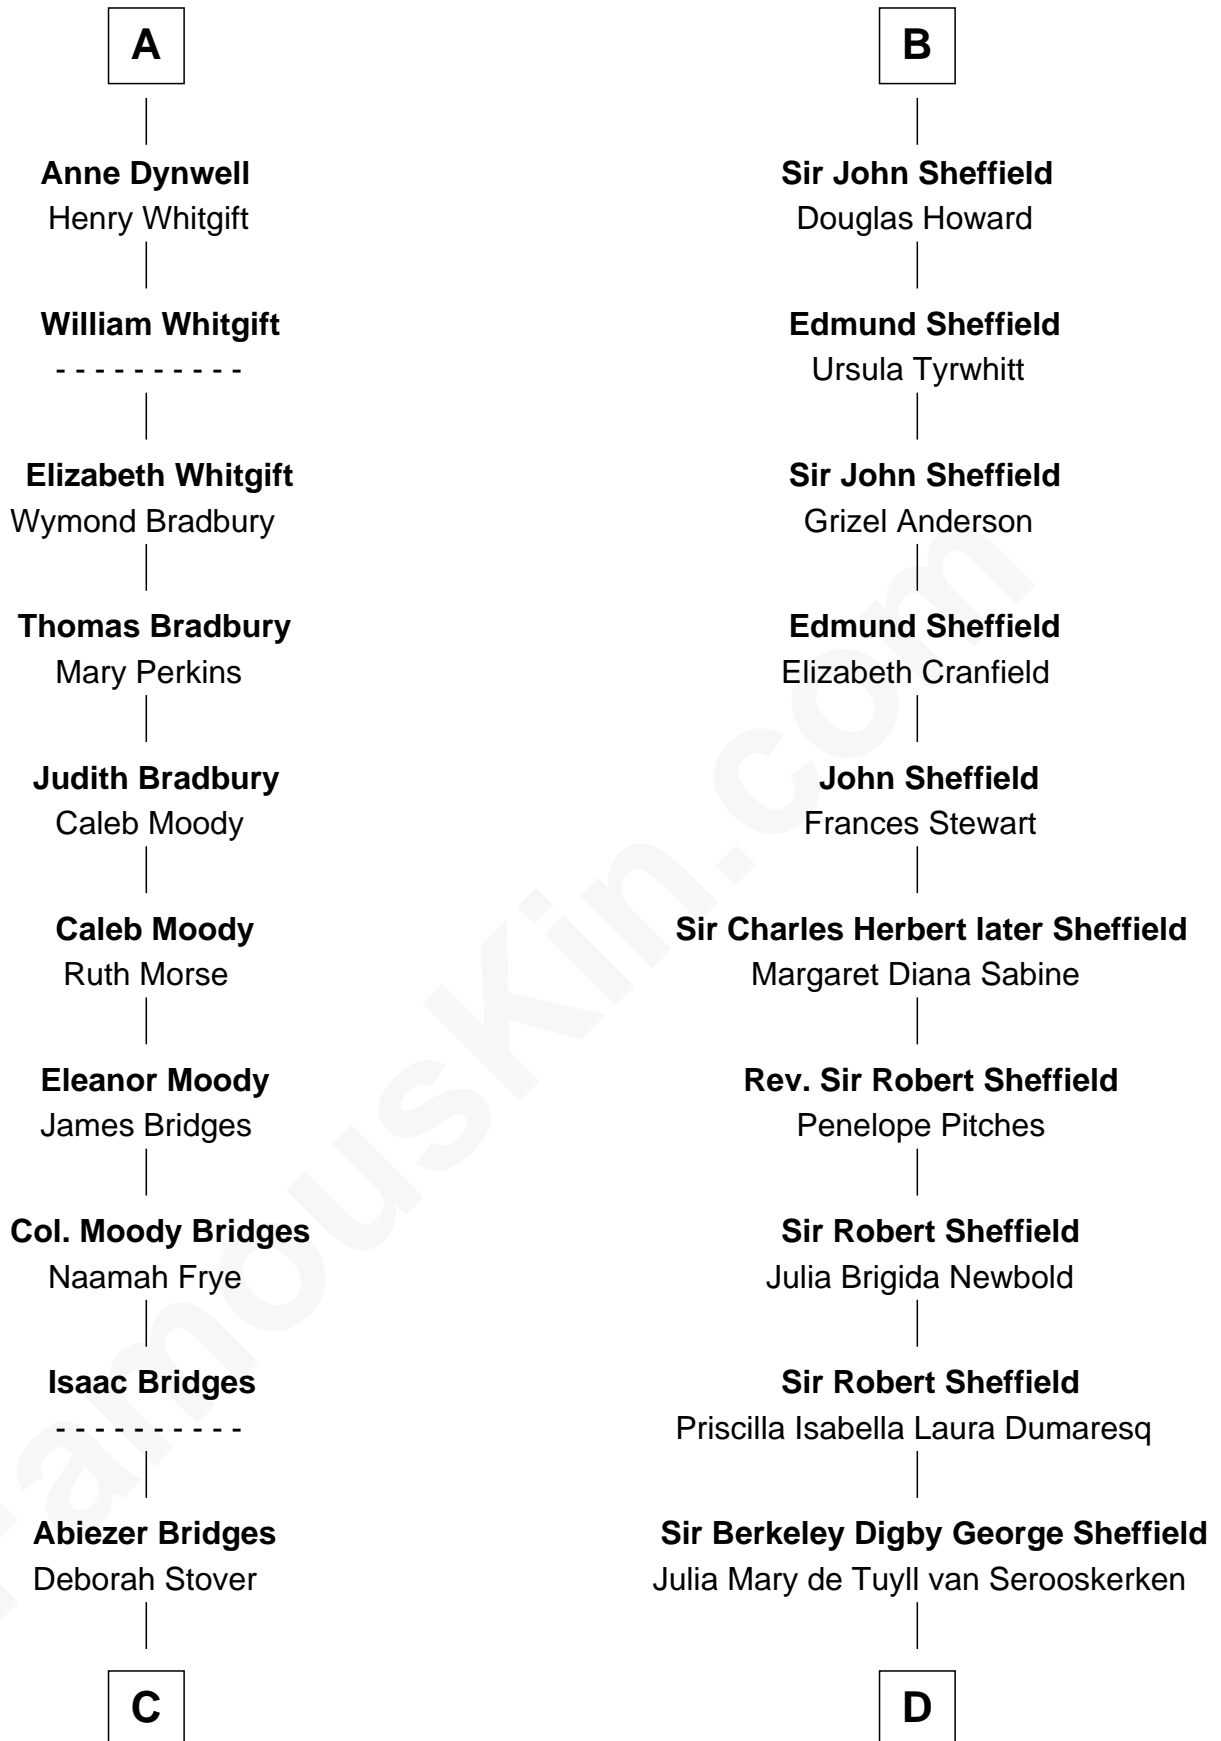 A
Anne Dynwell
Henry Whitgift
William Whitgift
- - - - - - - - - -
Elizabeth Whitgift
Wymond Bradbury
Thomas Bradbury
Mary Perkins
Judith Bradbury
Caleb Moody
Caleb Moody
Ruth Morse
Eleanor Moody
James Bridges
Col. Moody Bridges
Naamah Frye
Isaac Bridges
- - - - - - - - - -
Abiezer Bridges
Deborah Stover
C
B
Sir John Sheffield
Douglas Howard
Edmund Sheffield
Ursula Tyrwhitt
Sir John Sheffield
Grizel Anderson
Edmund Sheffield
Elizabeth Cranfield
John Sheffield
Frances Stewart
Sir Charles Herbert later Sheffield
Margaret Diana Sabine
Rev. Sir Robert Sheffield
Penelope Pitches
Sir Robert Sheffield
Julia Brigida Newbold
Sir Robert Sheffield
Priscilla Isabella Laura Dumaresq
Sir Berkeley Digby George Sheffield
Julia Mary de Tuyll van Serooskerken
D
FamousKin.com